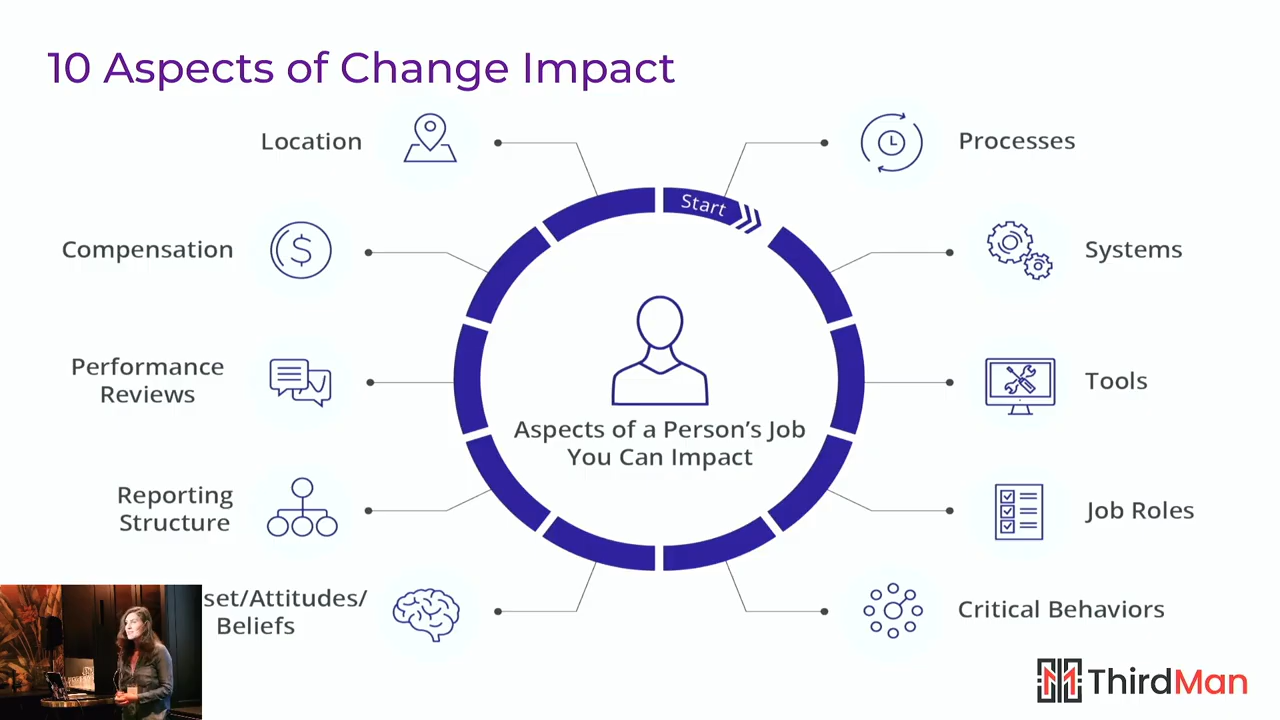 10 Aspects of Change Impact
Start
Processes
Systems
Tools
Job Roles
Critical Behaviors
set/Attitudes/
Beliefs
Reporting
Structure
Performance
Reviews
Compensation
Location
Aspects of a Person's Job
You Can Impact
ThirdMan